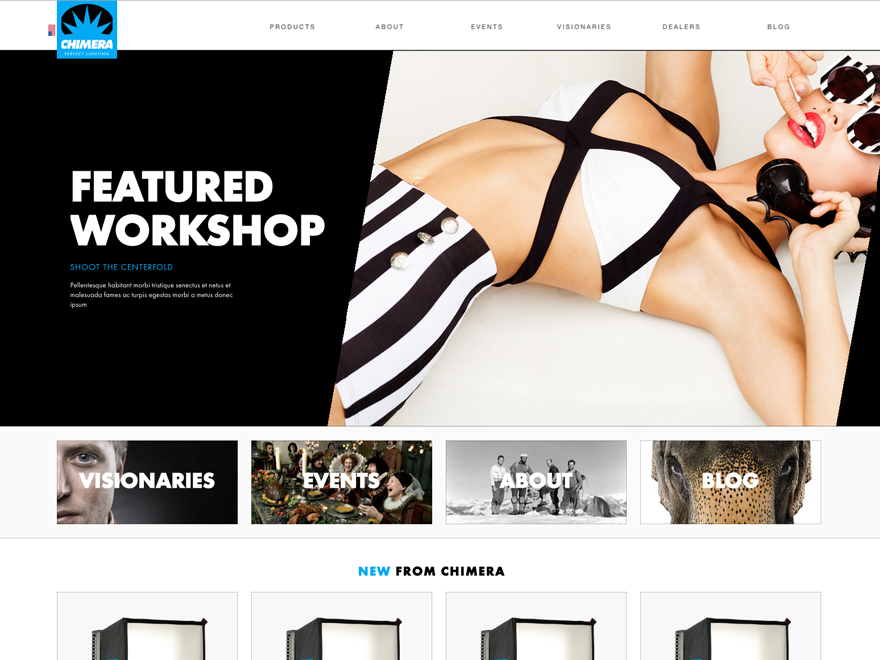 CHIMERA
PERFECT LIGHTING
PRODUCTS
ABOUT
EVENTS
VISIONARIES
DEALERS
BLOG
FEATURED
WORKSHOP
SHOOT THE CENTERFOLD
Pellentesque habitant morbi tristique senectus et netus et
malesuada fames ac turpis egestas morbi a metus donec
ipsum
VISIONARIES
EVENTS
ABOUT
BLOG
NEW FROM CHIMERA